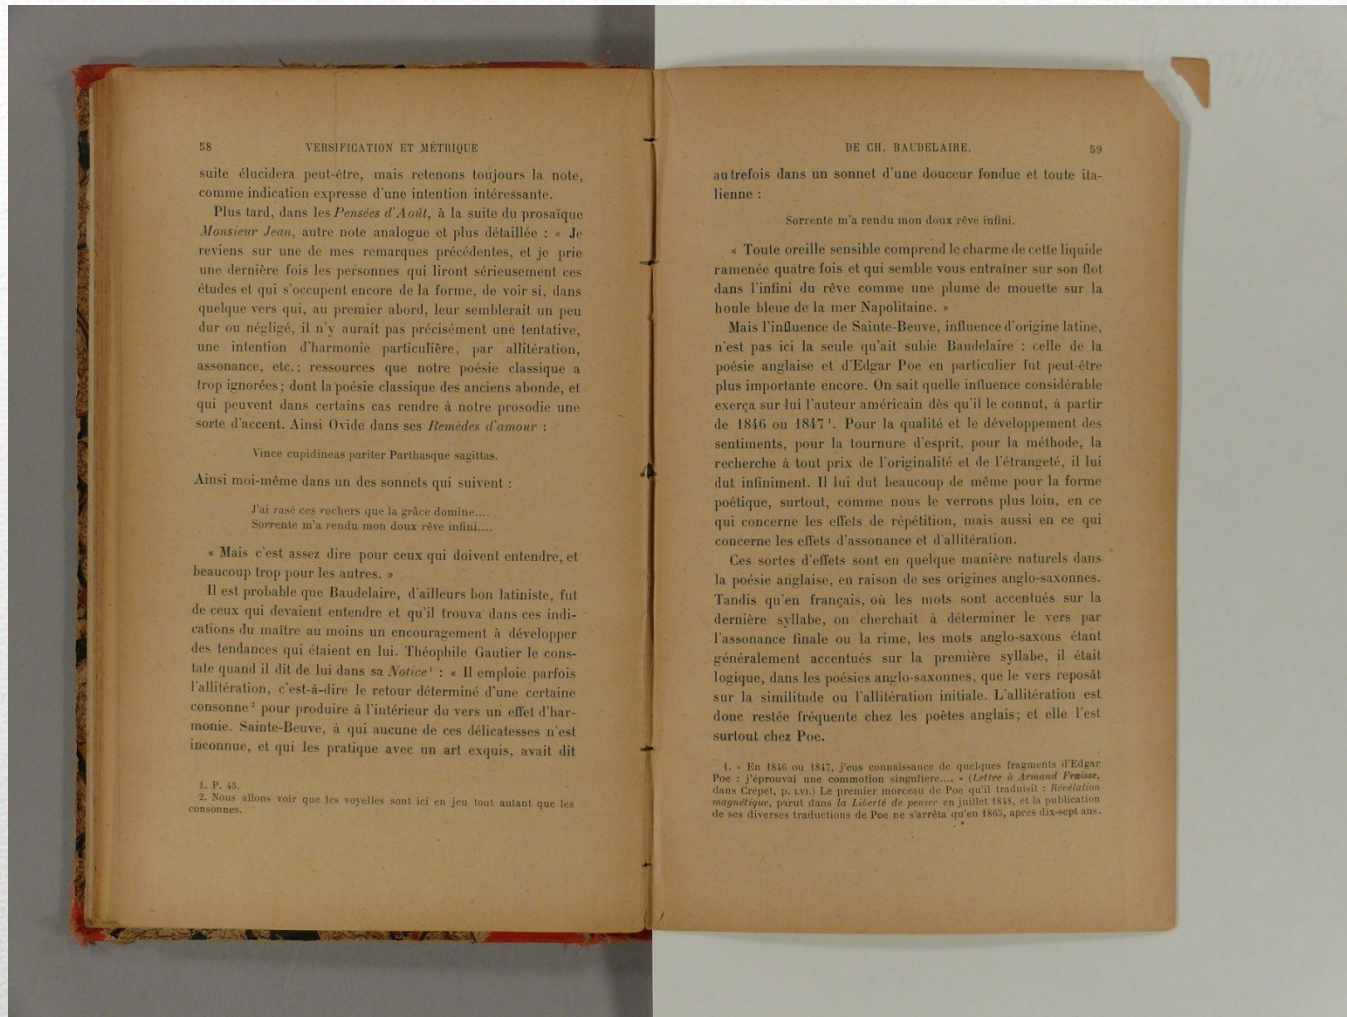 58 VERSIFICATION ET MÉTRIQUE
suite élucidera peut-être, mais retenons toujours la note,
comme indication expresse d'une intention intéressante.
Plus tard, dans les Pensées d'Août, à la suite du prosaïque
Monsieur Jean, autre note analogue et plus détaillée : « Je
reviens sur une de mes remarques précédentes, et je prie
une dernière fois les personnes qui liront sérieusement ces
études et qui s'occupent encore de la forme, de voir si, dans
quelque vers qui, au premier abord, leur semblerait un peu
dur ou négligé, il n'y aurait pas précisément une tentative,
une intention d'harmonie particulière, par allitération,
assonance, etc.; ressources que notre poésie classique a
trop ignorées; dont la poésie classique des anciens abonde, et
qui peuvent dans certains cas rendre à notre prosodie une
sorte d'accent. Ainsi Ovide dans ses Remèdes d'amour :
Vince cupidineas pariter Parthasque sagittas.
Ainsi moi-même dans un des sonnets qui suivent :
J'ai rasé ces rochers que la grâce domine....
Sorrente m'a rendu mon doux rêve infini....
« Mais c'est assez dire pour ceux qui doivent entendre, et
beaucoup trop pour les autres. »
Il est probable que Baudelaire, d'ailleurs bon latiniste, fut
de ceux qui devaient entendre et qu'il trouva dans ces indi-
cations du maître au moins un encouragement à développer
des tendances qui étaient en lui. Théophile Gautier le cons-
tate quand il dit de lui dans sa Notice¹ : « Il emploie parfois
l'allitération, c'est-à-dire le retour déterminé d'une certaine
consonne² pour produire à l'intérieur du vers un effet d'har-
monie. Sainte-Beuve, à qui aucune de ces délicatesses n'est
inconnue, et qui les pratique avec un art exquis, avait dit
1. P. 45.
2. Nous allons voir que les voyelles sont ici en jeu tout autant que les
consonnes.
DE CH. BAUDELAIRE. 59
autrefois dans un sonnet d'une douceur fondue et toute ita-
lienne :
Sorrente m'a rendu mon doux rêve infini.
« Toute oreille sensible comprend le charme de cette liquide
ramenée quatre fois et qui semble vous entraîner sur son flot
dans l'infini du rêve comme une plume de mouette sur la
houle bleue de la mer Napolitaine. »
Mais l'influence de Sainte-Beuve, influence d'origine latine,
n'est pas ici la seule qu'ait subie Baudelaire : celle de la
poésie anglaise et d'Edgar Poe en particulier fut peut-être
plus importante encore. On sait quelle influence considérable
exerça sur lui l'auteur américain dès qu'il le connut, à partir
de 1846 ou 1847¹. Pour la qualité et le développement des
sentiments, pour la tournure d'esprit, pour la méthode, la
recherche à tout prix de l'originalité et de l'étrangeté, il lui
dut infiniment. Il lui dut beaucoup de même pour la forme
poétique, surtout, comme nous le verrons plus loin, en ce
qui concerne les effets de répétition, mais aussi en ce qui
concerne les effets d'assonance et d'allitération.
Ces sortes d'effets sont en quelque manière naturels dans
la poésie anglaise, en raison de ses origines anglo-saxonnes.
Tandis qu'en français, où les mots sont accentués sur la
dernière syllabe, on cherchait à déterminer le vers par
l'assonance finale ou la rime, les mots anglo-saxons étant
généralement accentués sur la première syllabe, il était
logique, dans les poésies anglo-saxonnes, que le vers reposât
sur la similitude ou l'allitération initiale. L'allitération est
donc restée fréquente chez les poètes anglais; et elle l'est
surtout chez Poe.
1. « En 1846 ou 1847, j'eus connaissance de quelques fragments d'Edgar
Poe : j'éprouvai une commotion singulière.... » (Lettre à Armand Fraisse,
dans Crépet, p. LVI.) Le premier morceau de Poe qu'il traduisit : Révélation
magnétique, parut dans la Liberté de penser en juillet 1848, et la publication
de ses diverses traductions de Poe ne s'arrêta qu'en 1865, après dix-sept ans.